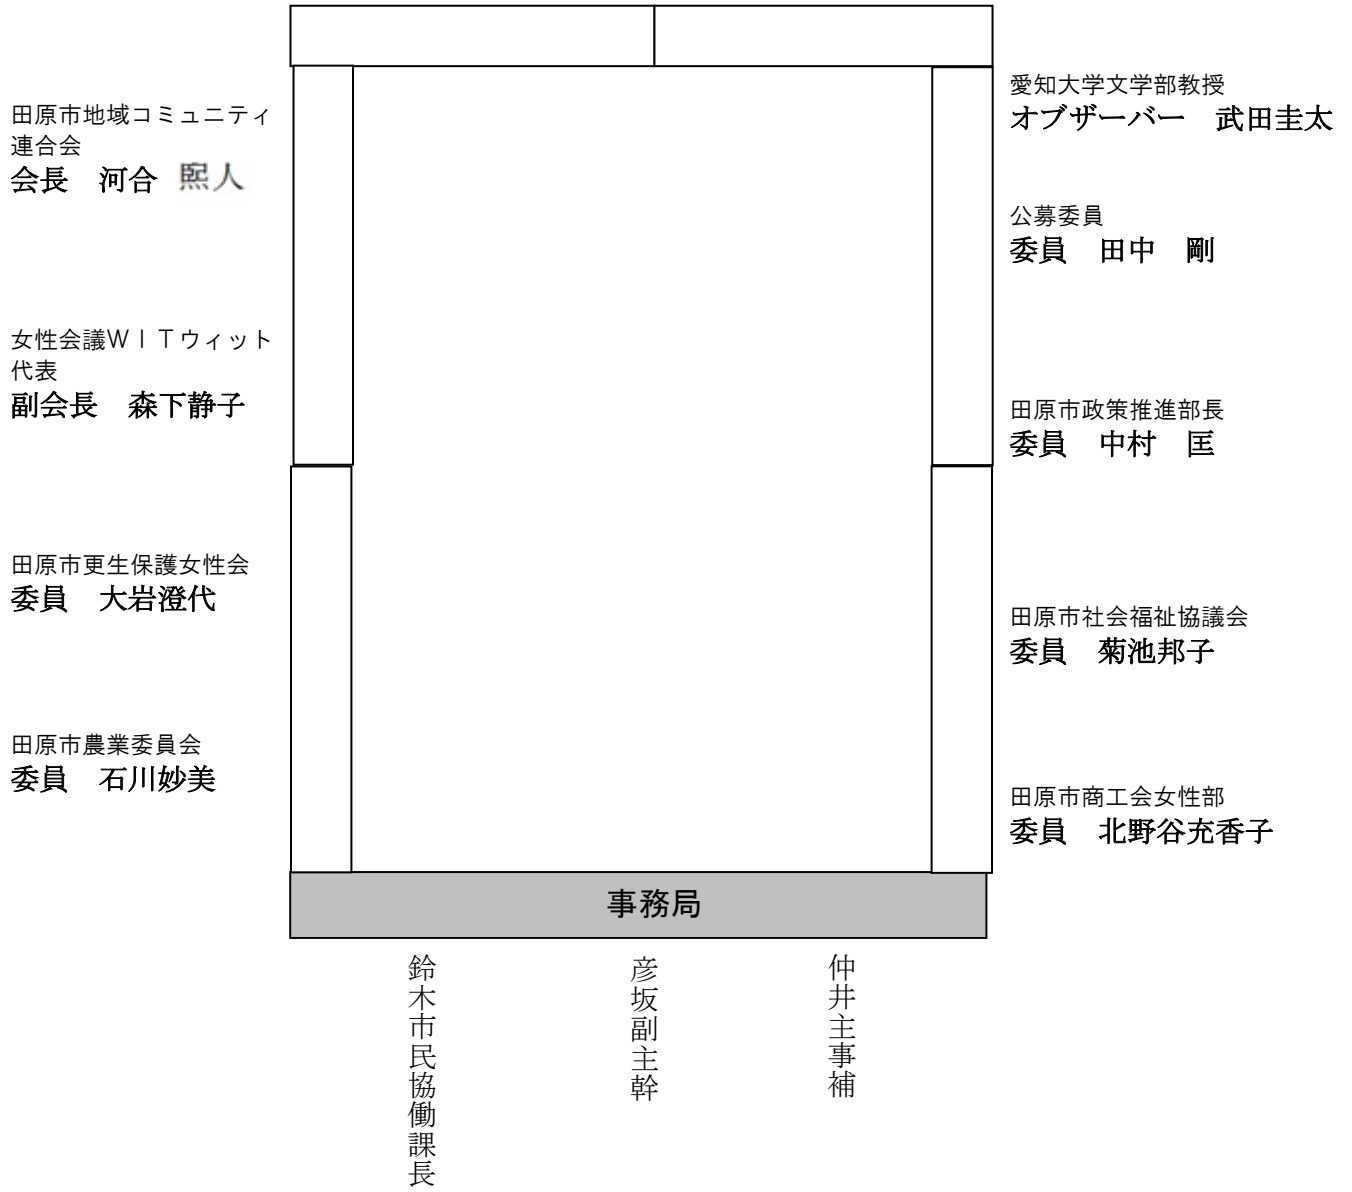 田原市地域コミュニティ
連合会
会長　河合　熙人
女性会議ＷＩＴウィット
代表
副会長　森下静子
田原市更生保護女性会
委員　大岩澄代
田原市農業委員会
委員　石川妙美
愛知大学文学部教授
オブザーバー　武田圭太
公募委員
委員　田中　剛
田原市政策推進部長
委員　中村　匡
田原市社会福祉協議会
委員　菊池邦子
田原市商工会女性部
委員　北野谷充香子
事務局
鈴木市民協働課長
彦坂副主幹
仲井主事補